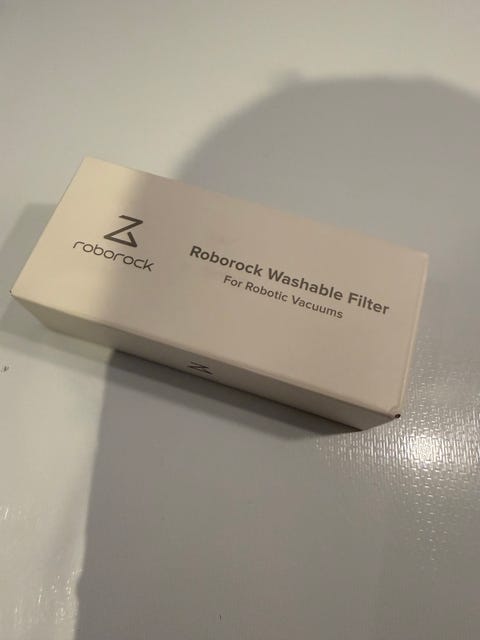 roborock
Roborock Washable Filter
For Robotic Vacuums